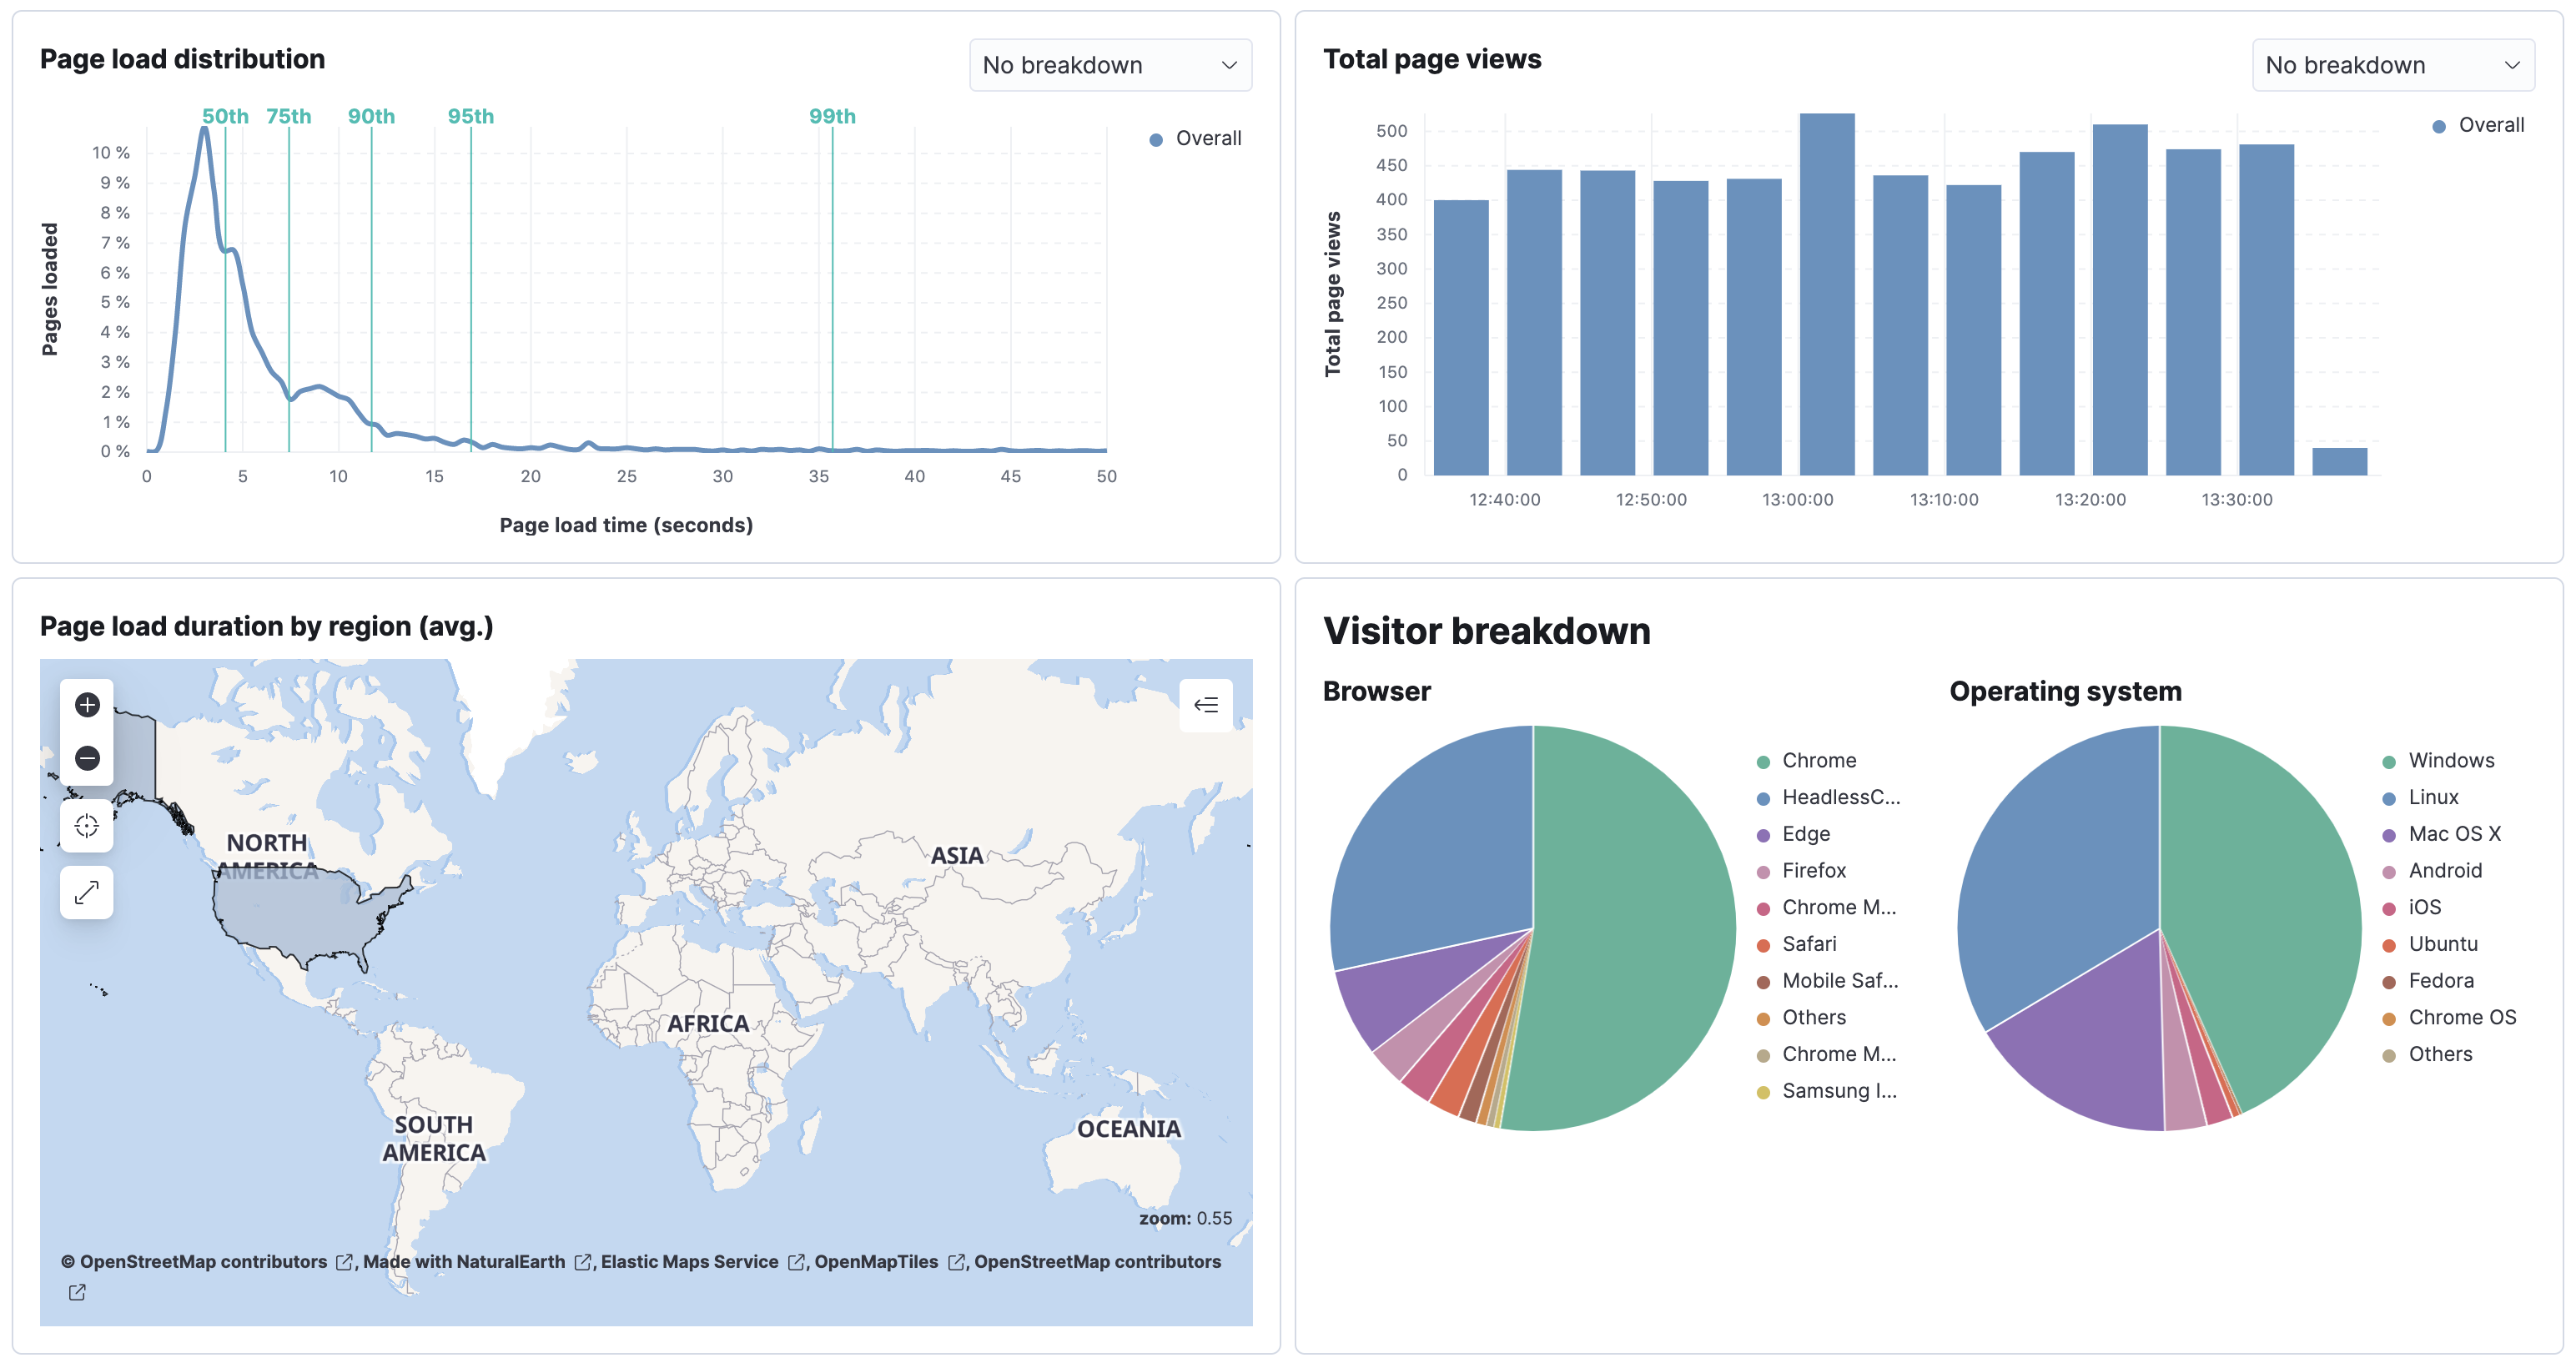 Page load distribution
No breakdown
50th 75th 90th 95th 99th
Overall
10 %
9 %
8 %
7 %
6 %
5 %
4 %
3 %
2 %
1 %
0 %
Pages loaded
0 5 10 15 20 25 30 35 40 45 50
Page load time (seconds)
Total page views
No breakdown
Overall
500
450
400
350
300
250
200
150
100
50
0
Total page views
12:40:00 12:50:00 13:00:00 13:10:00 13:20:00 13:30:00
Page load duration by region (avg.)
NORTH
AMERICA
ASIA
AFRICA
SOUTH
AMERICA
OCEANIA
zoom: 0.55
© OpenStreetMap contributors , Made with NaturalEarth , Elastic Maps Service , OpenMapTiles , OpenStreetMap contributors
Visitor breakdown
Browser
Chrome
HeadlessC...
Edge
Firefox
Chrome M...
Safari
Mobile Saf...
Others
Chrome M...
Samsung I...
Operating system
Windows
Linux
Mac OS X
Android
iOS
Ubuntu
Fedora
Chrome OS
Others